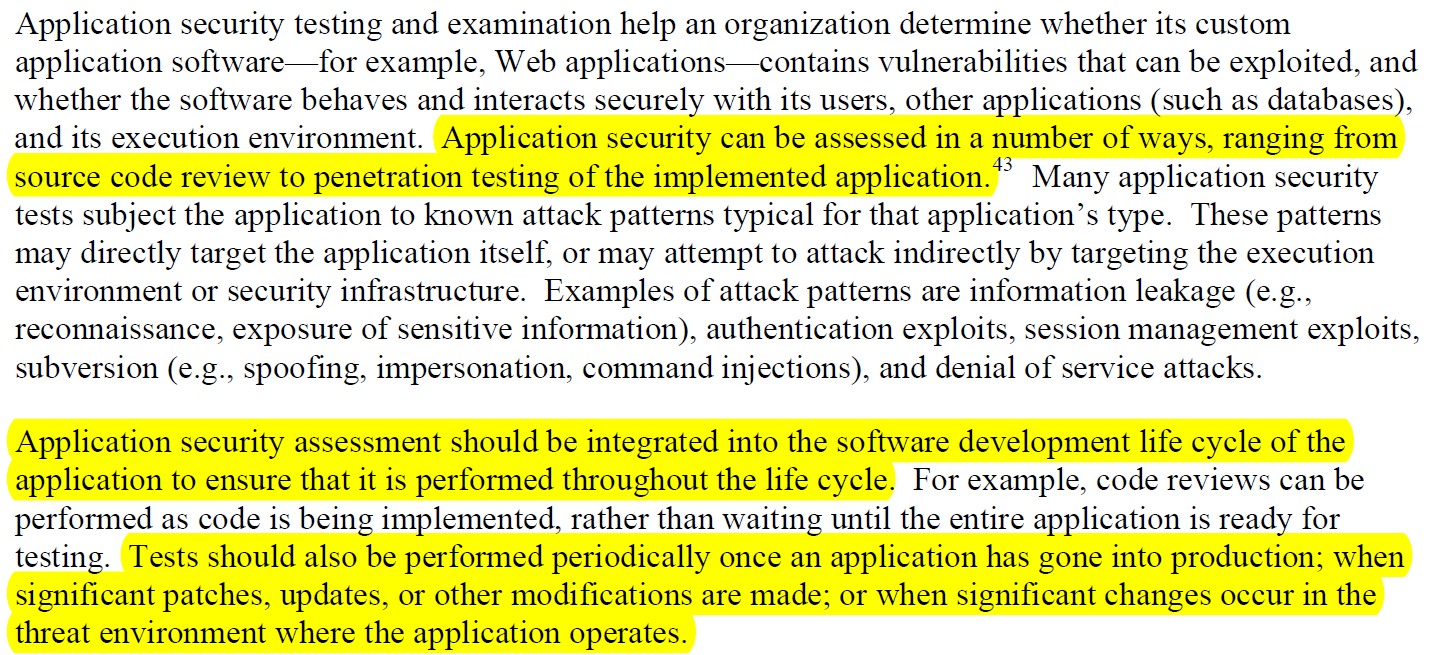 Application security testing and examination help an organization determine whether its custom
application software—for example, Web applications—contains vulnerabilities that can be exploited, and
whether the software behaves and interacts securely with its users, other applications (such as databases),
and its execution environment.  Application security can be assessed in a number of ways, ranging from
source code review to penetration testing of the implemented application.43  Many application security
tests subject the application to known attack patterns typical for that application’s type.  These patterns
may directly target the application itself, or may attempt to attack indirectly by targeting the execution
environment or security infrastructure.  Examples of attack patterns are information leakage (e.g.,
reconnaissance, exposure of sensitive information), authentication exploits, session management exploits,
subversion (e.g., spoofing, impersonation, command injections), and denial of service attacks.
Application security assessment should be integrated into the software development life cycle of the
application to ensure that it is performed throughout the life cycle.  For example, code reviews can be
performed as code is being implemented, rather than waiting until the entire application is ready for
testing.  Tests should also be performed periodically once an application has gone into production; when
significant patches, updates, or other modifications are made; or when significant changes occur in the
threat environment where the application operates.